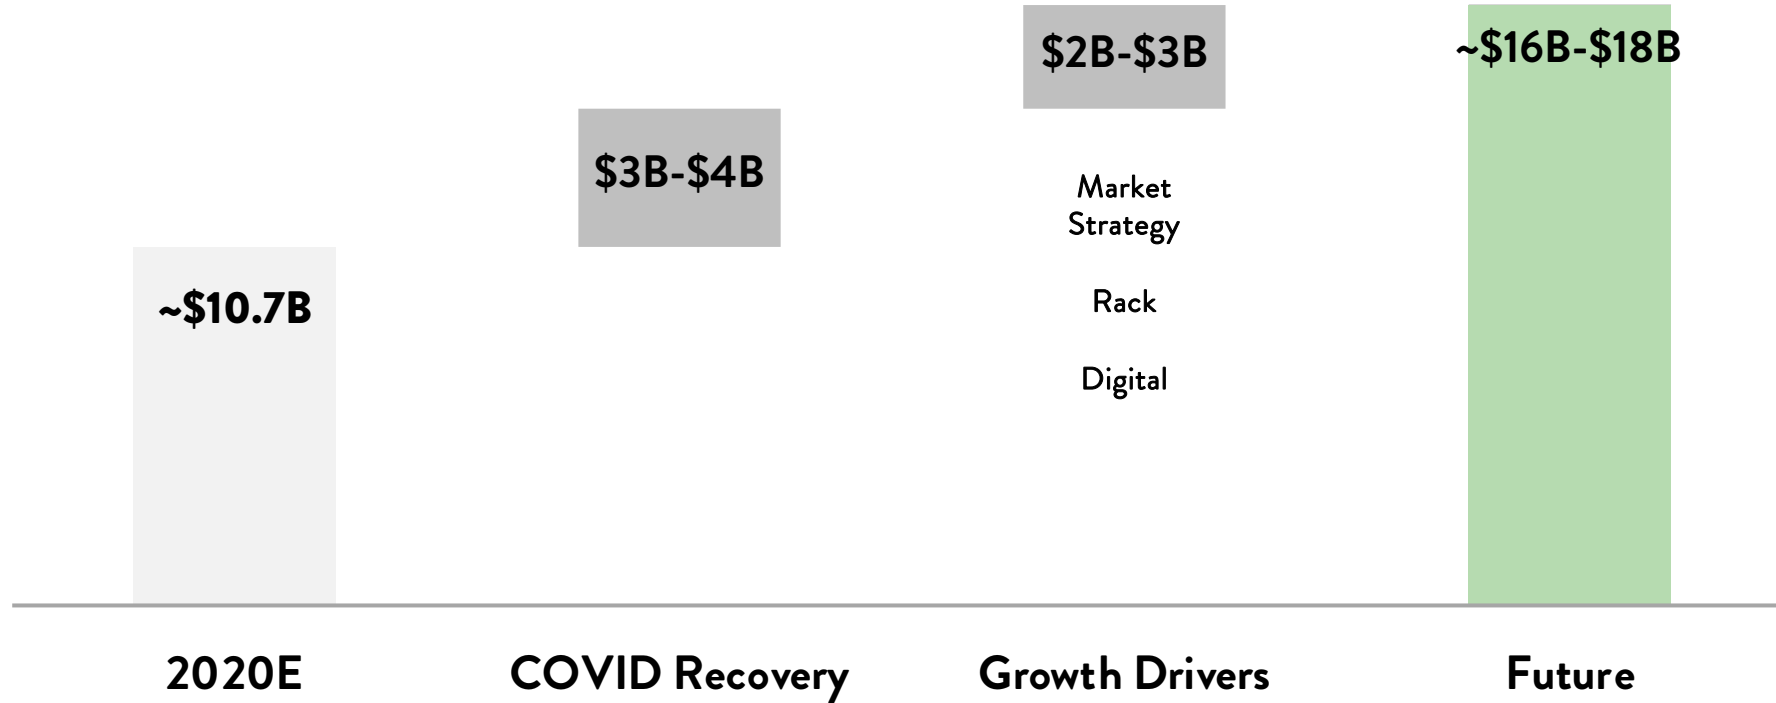 $2B-$3B
~$16B-$18B
$3B-$4B
Market
Strategy
~$10.7B
Rack
Digital
2020E
COVID Recovery
Growth Drivers
Future